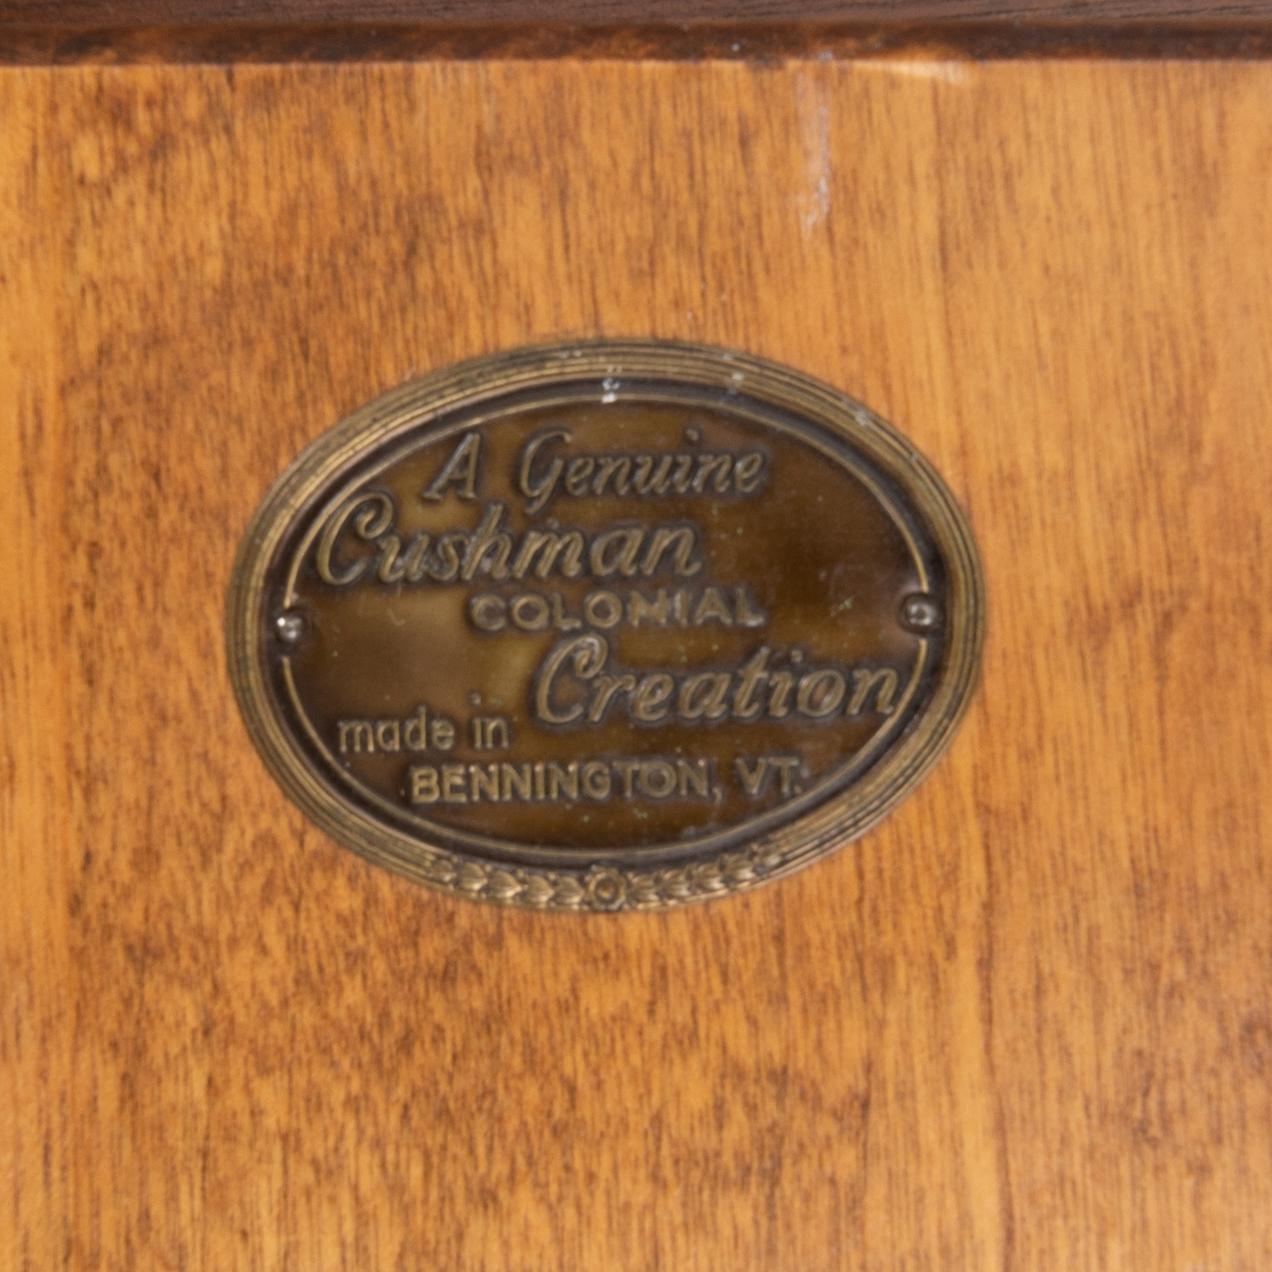 A Genuine
Cushman
COLONIAL
Creation
made in
BENNINGTON, VT.